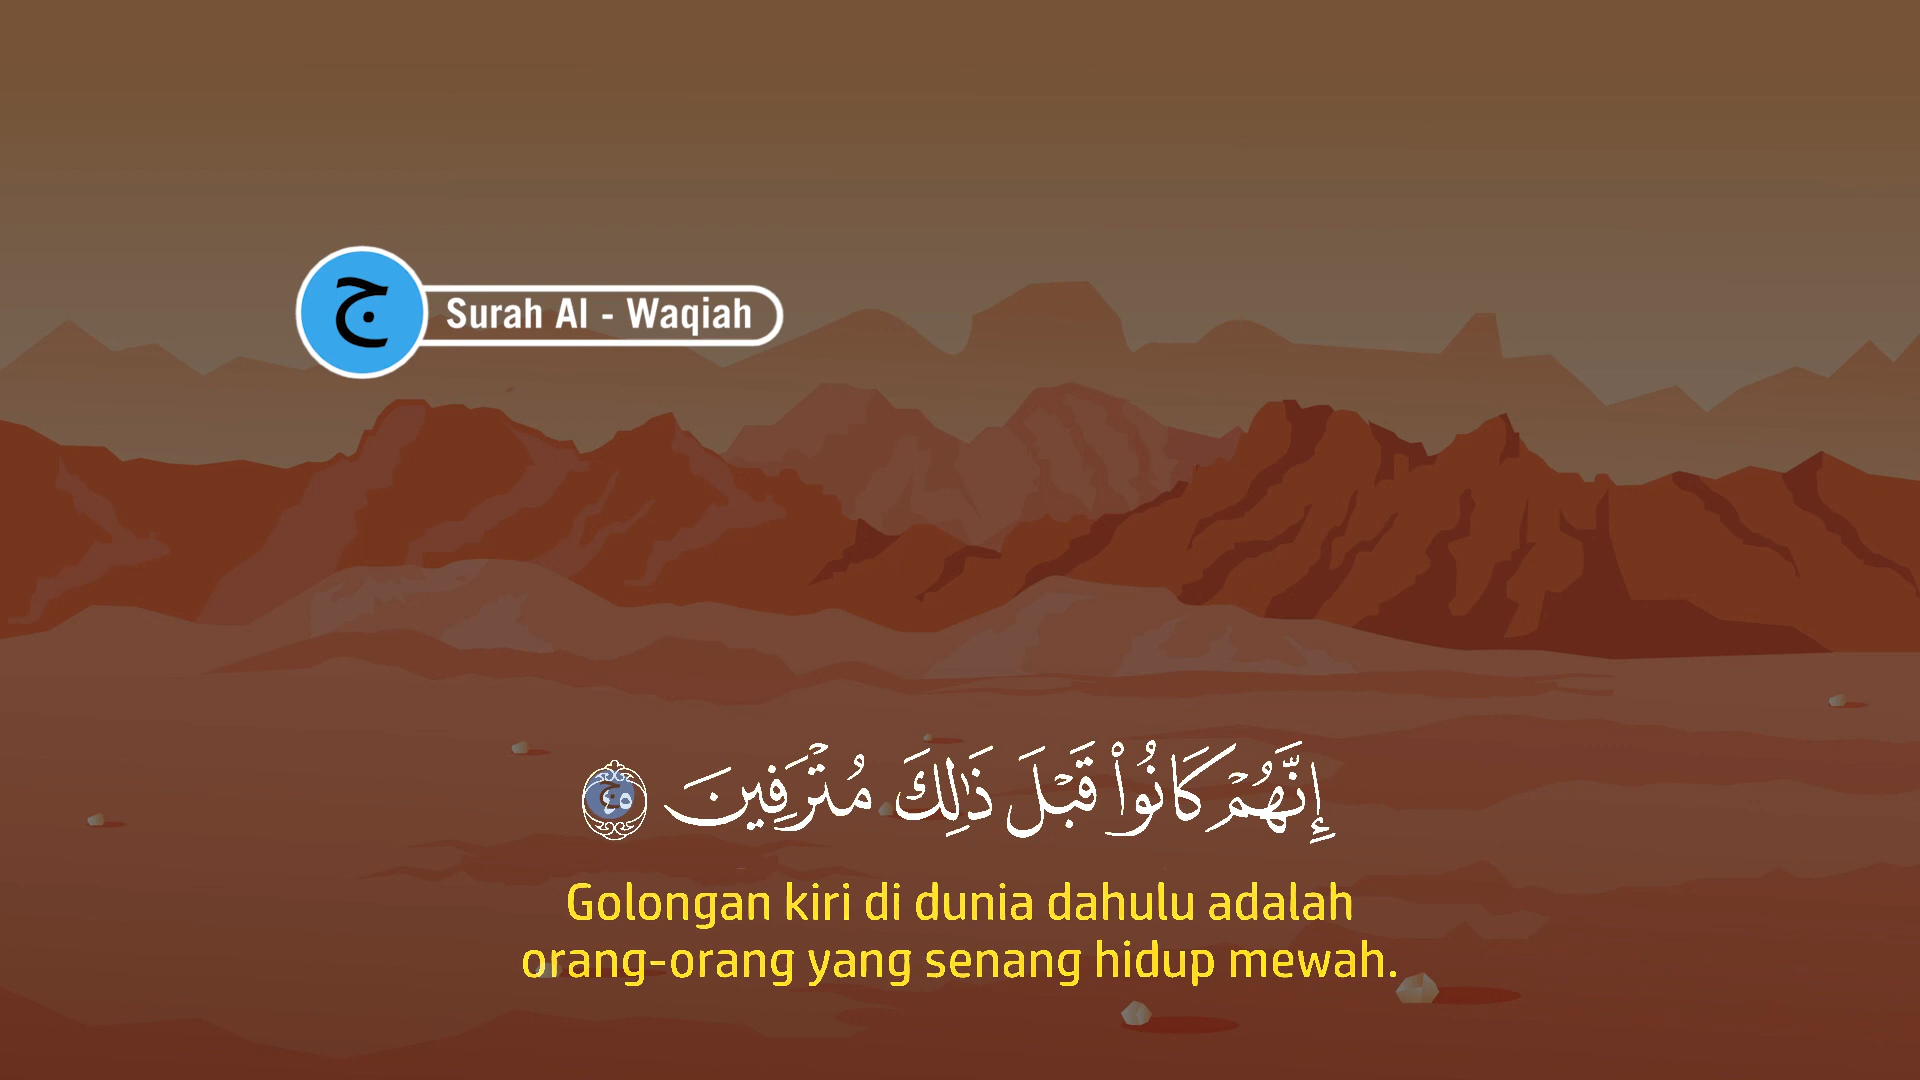 ج
Surah Al - Waqiah
إِنَّهُمْ كَانُوا۟ قَبْلَ ذَٰلِكَ مُتْرَفِينَ ٤٥
Golongan kiri di dunia dahulu adalah
orang-orang yang senang hidup mewah.